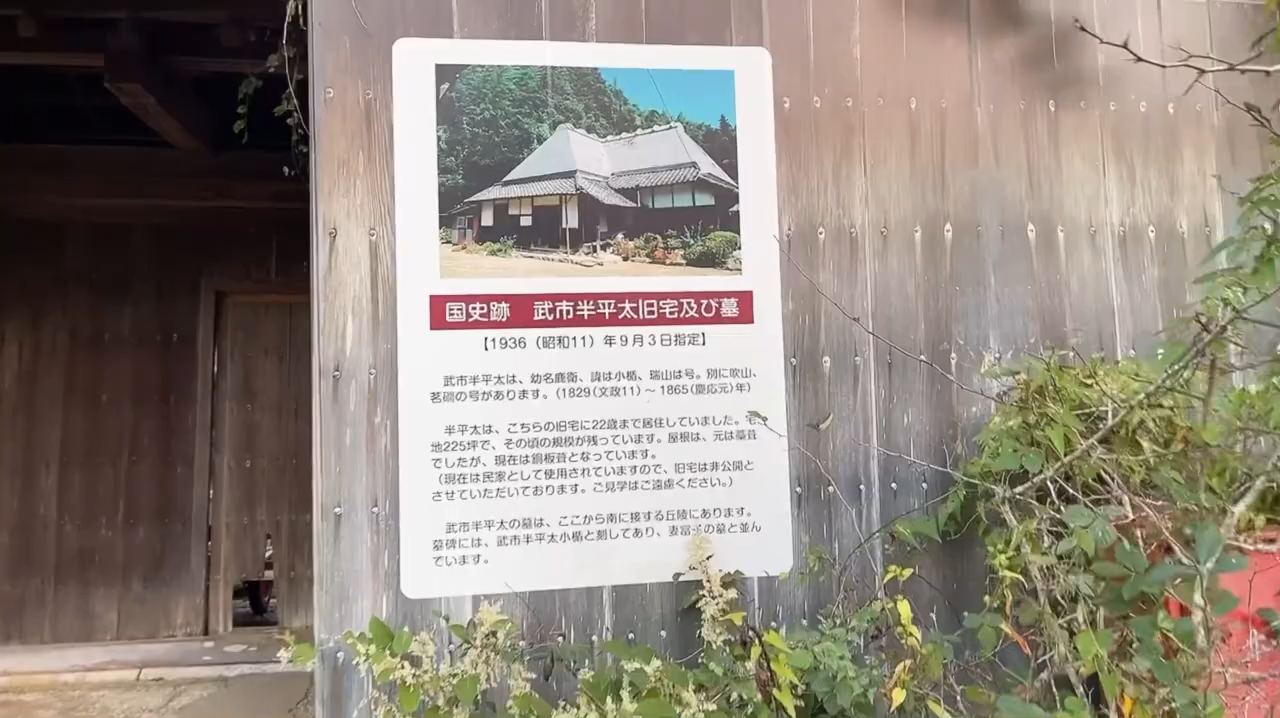 国史跡 武市半平太旧宅及び墓
【1936（昭和11）年9月3日指定】
武市半平太は、幼名鹿衛、諱は小楯、瑞山は号。別に吹山、
茗磵の号があります。（1829（文政11）～1865（慶応元）年）
半平太は、こちらの旧宅に22歳まで居住していました。宅
地225坪で、その頃の規模が残っています。屋根は、元は藁葺
でしたが、現在は銅板葺となっています。
（現在は民家として使用されていますので、旧宅は非公開と
させていただいております。ご見学はご遠慮ください。）
武市半平太の墓は、ここから南に接する丘陵にあります。
墓碑には、武市半平太小楯と刻してあり、妻富子の墓と並ん
でいます。